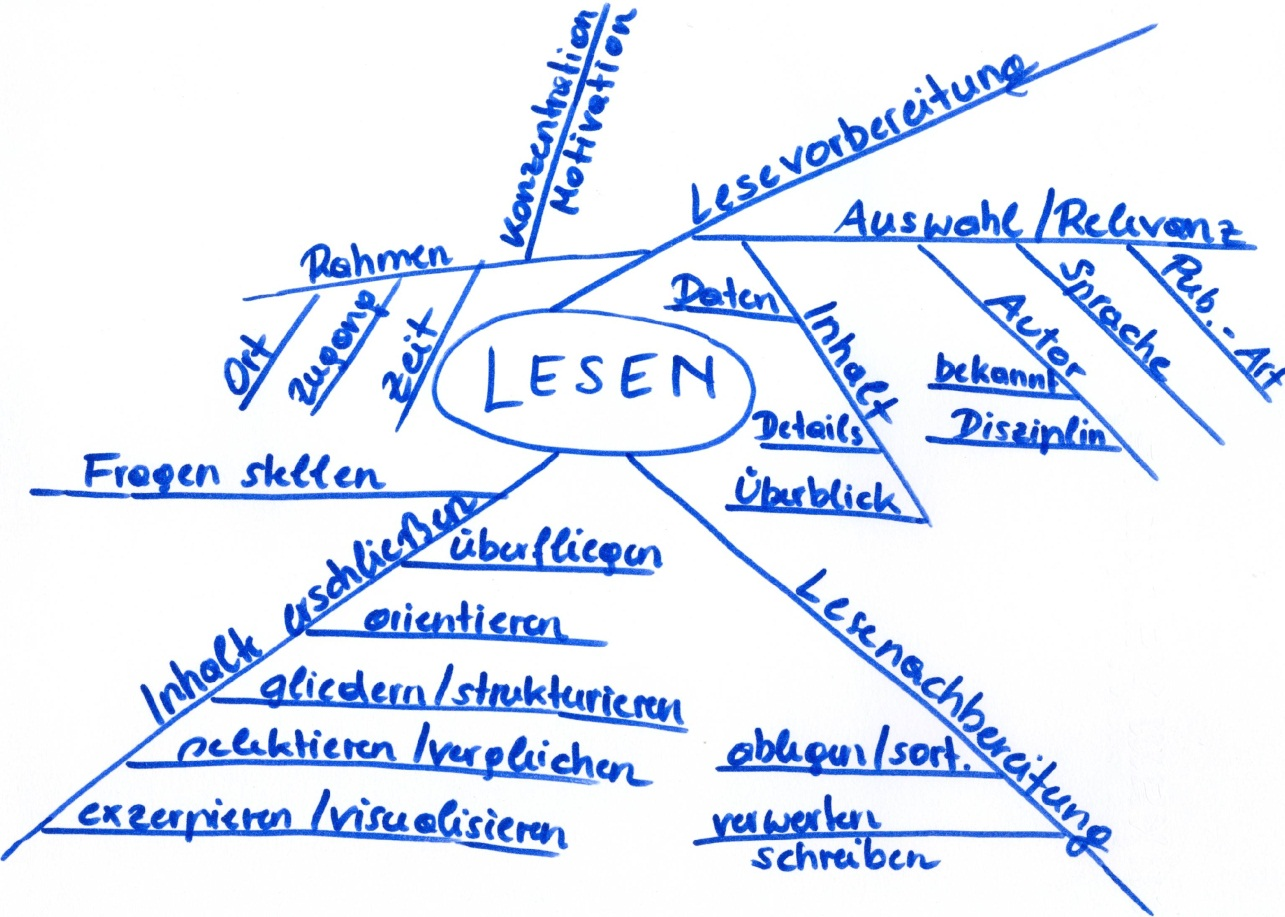 Konzentration
Motivation
Lesevorbereitung
Auswahl/Relevanz
Rahmen
Ort
Zugang
Zeit
Daten
Inhalt
Details
Überblick
Autor
bekannt
Disziplin
Sprache
Pub.-Art
LESEN
Fragen stellen
Inhalt erschließen
überfliegen
orientieren
gliedern/strukturieren
selektieren/vergleichen
exzerpieren/visualisieren
Lesenachbereitung
ablegen/sort.
verwerten
schreiben